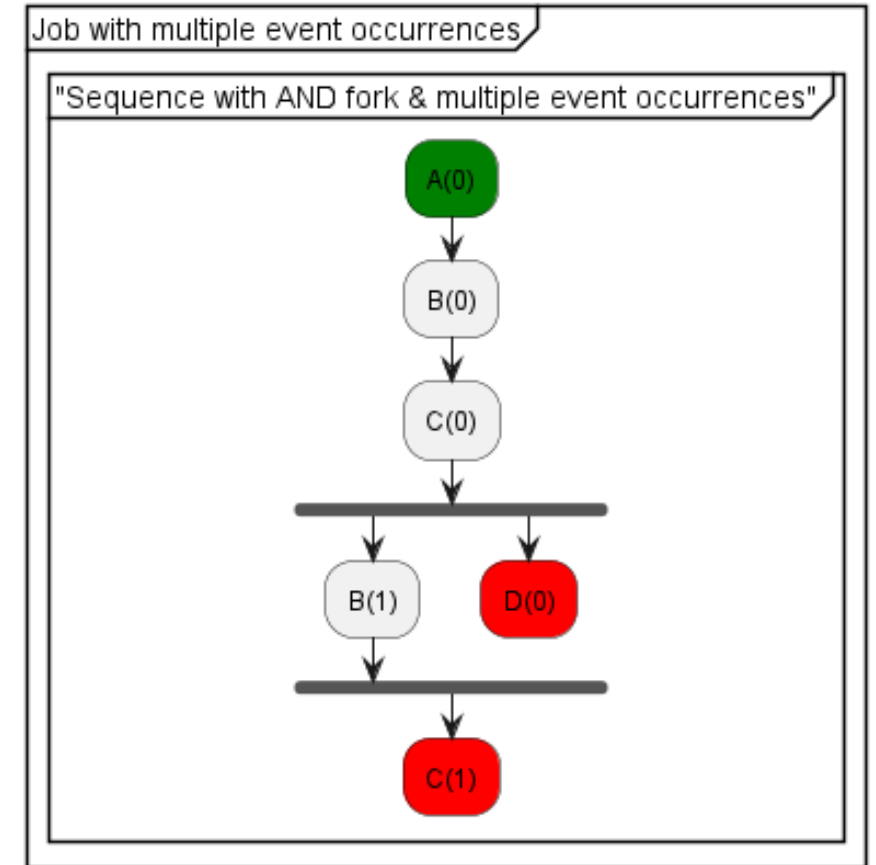 Job with multiple event occurrences
"Sequence with AND fork & multiple event occurrences"
A(0)
B(0)
C(0)
B(1)
D(0)
C(1)